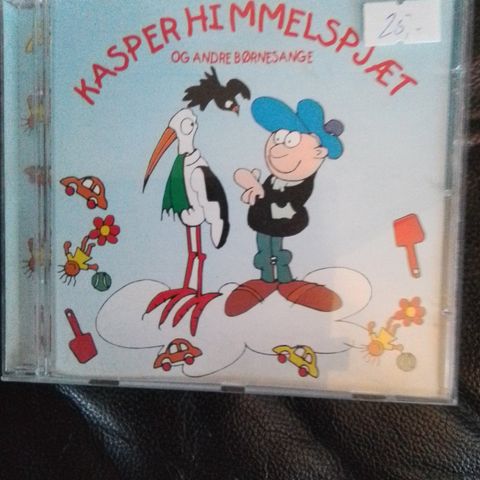 KASPER HIMMELSPJÆT
OG ANDRE BØRNESANGE
25,-